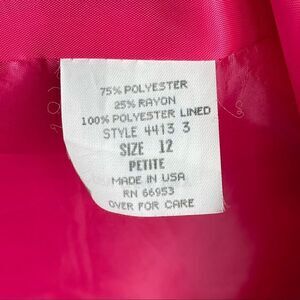 75% POLYESTER
25% RAYON
100% POLYESTER LINED
STYLE 4413 3
SIZE 12
PETITE
MADE IN USA
RN 66953
OVER FOR CARE